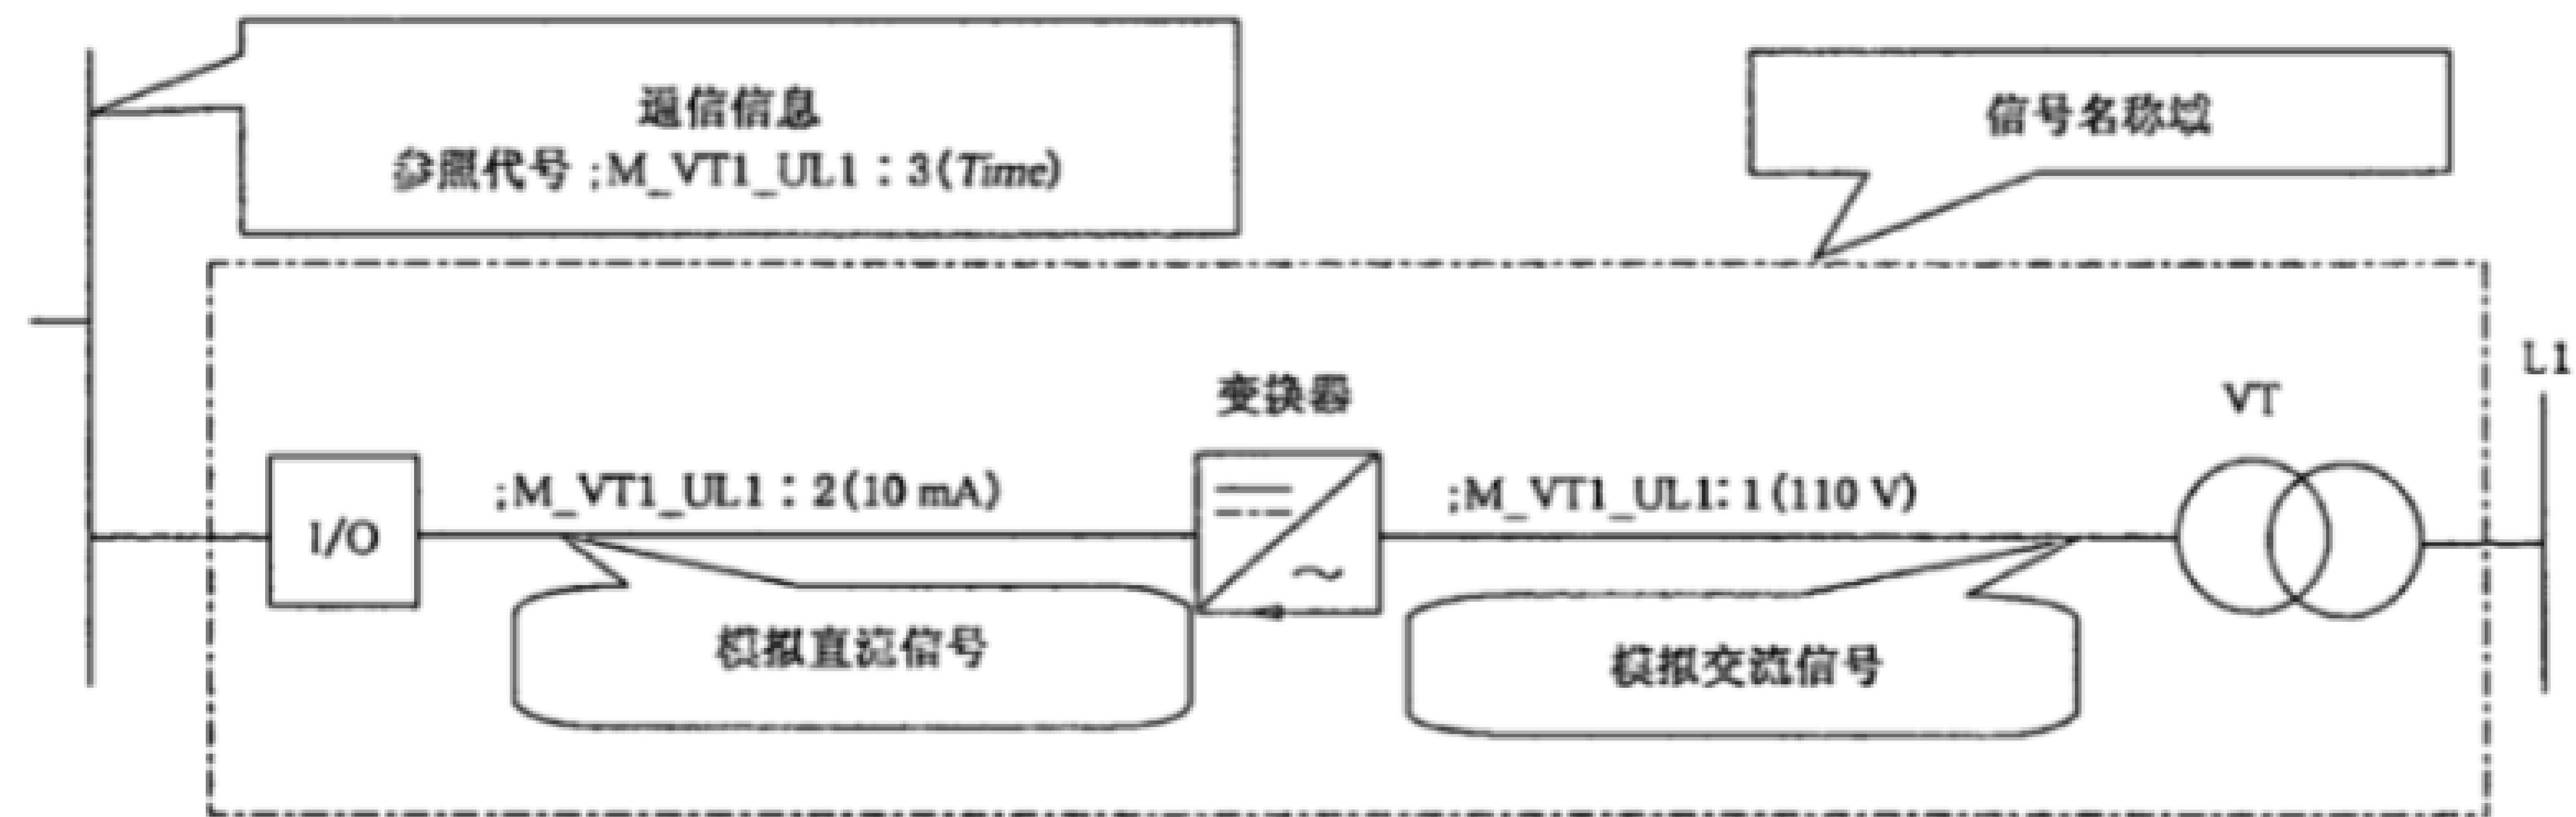 通信信息
参照代号 ;M_VT1_UL1：3(Time)
信号名称域
L1
VT
变换器
I/O
;M_VT1_UL1：2(10 mA)
;M_VT1_UL1: 1(110 V)
模拟直流信号
模拟交流信号